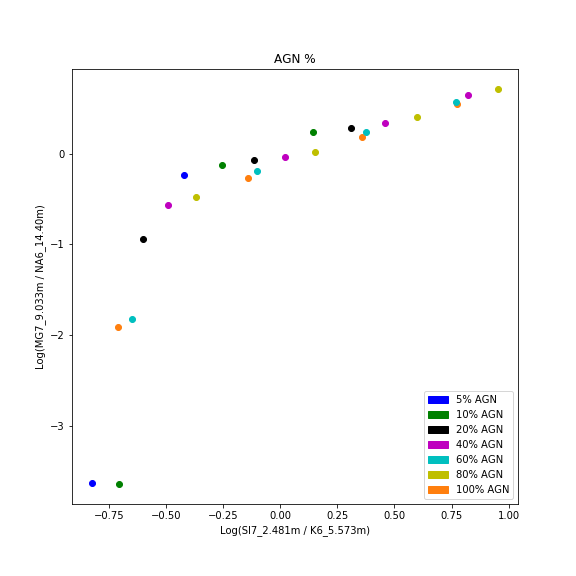 AGN %
Log(MG7_9.033m / NA6_14.40m)
0
−1
−2
−3
5% AGN
10% AGN
20% AGN
40% AGN
60% AGN
80% AGN
100% AGN
−0.75 −0.50 −0.25 0.00 0.25 0.50 0.75 1.00
Log(SI7_2.481m / K6_5.573m)